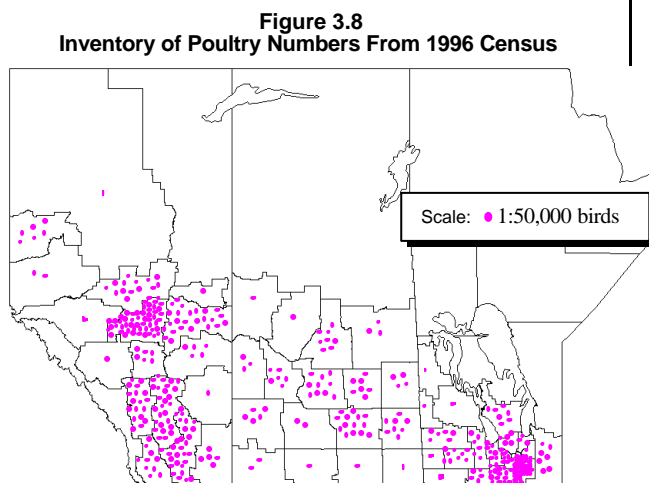 Figure 3.8
Inventory of Poultry Numbers From 1996 Census
Scale: 1:50,000 birds